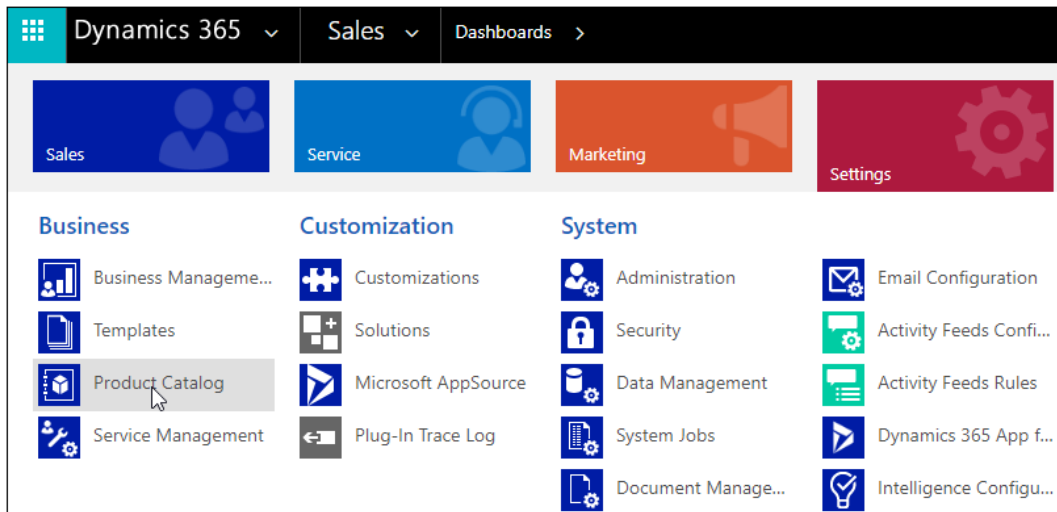 Dynamics 365 Sales Dashboards
Sales Service Marketing Settings
Business Customization System
Business Manageme... Customizations Administration Email Configuration
Templates Solutions Security Activity Feeds Confi...
Product Catalog Microsoft AppSource Data Management Activity Feeds Rules
Service Management Plug-In Trace Log System Jobs Dynamics 365 App f...
Document Manage... Intelligence Configu...